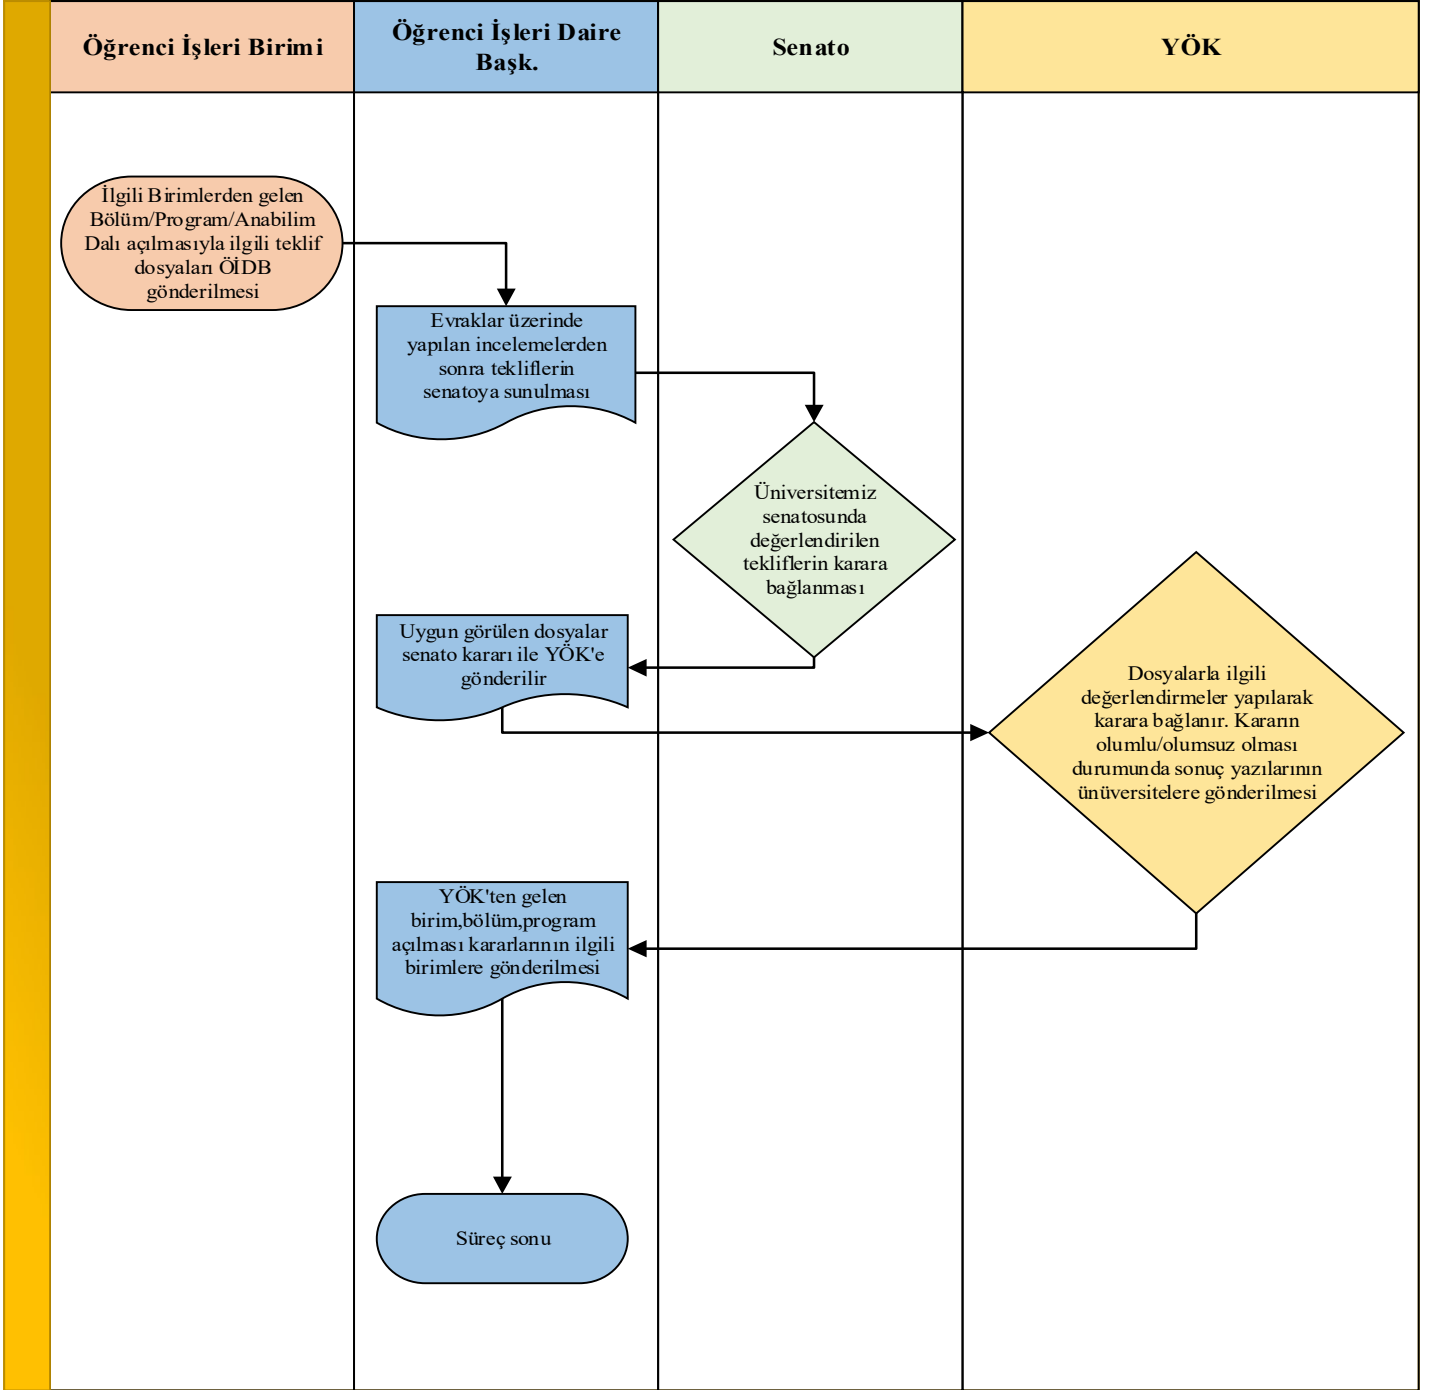 Öğrenci İşleri Birimi
Öğrenci İşleri Daire
Başk.
Senato
YÖK
İlgili Birimlerden gelen
Bölüm/Program/Anabilim
Dalı açılmasıyla ilgili teklif
dosyaları ÖİDB
gönderilmesi
Evraklar üzerinde
yapılan incelemelerden
sonra tekliflerin
senatoya sunulması
Üniversitemiz
senatosunda
değerlendirilen
tekliflerin karara
bağlanması
Uygun görülen dosyalar
senato kararı ile YÖK'e
gönderilir
Dosyalarla ilgili
değerlendirmeler yapılarak
karara bağlanır. Kararın
olumlu/olumsuz olması
durumunda sonuç yazılarının
ünüversitelere gönderilmesi
YÖK'ten gelen
birim,bölüm,program
açılması kararlarının ilgili
birimlere gönderilmesi
Süreç sonu